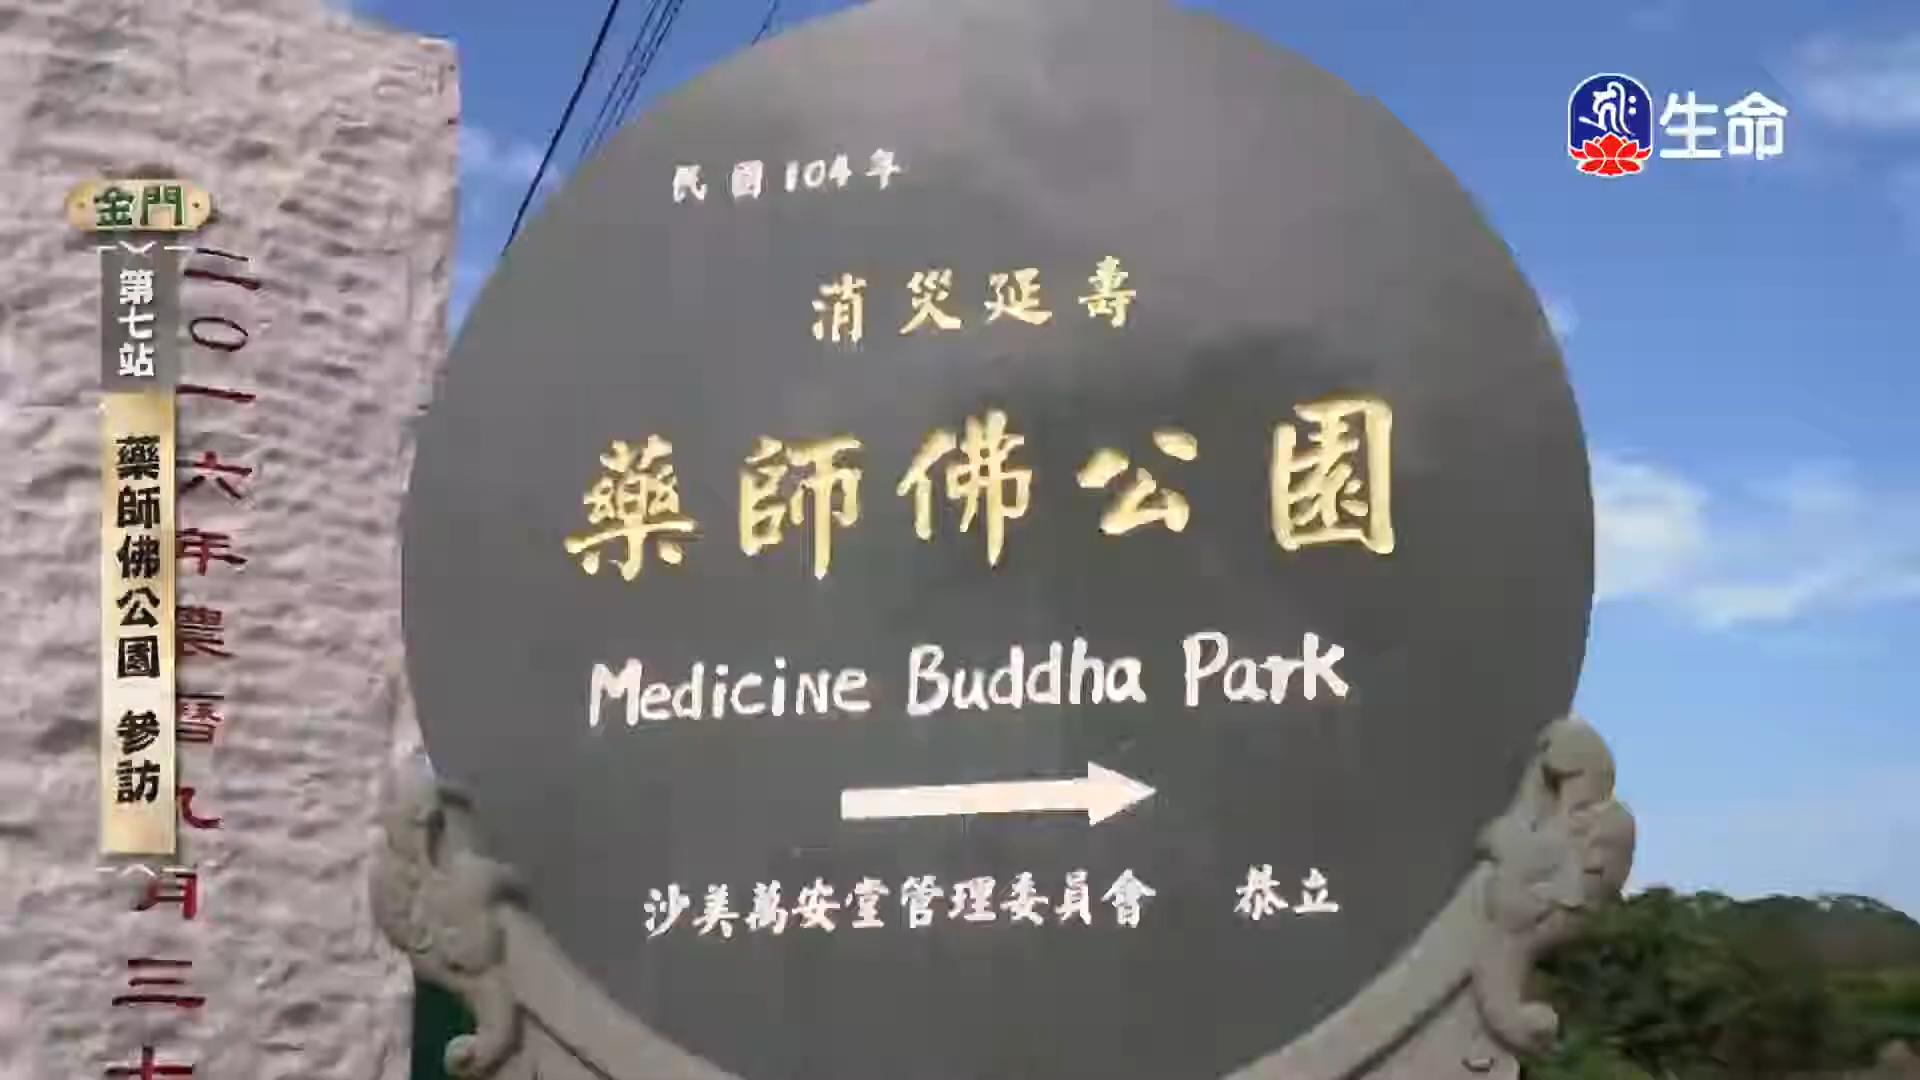 生命
金門
第七站
藥師佛公園 參訪
二〇一六年農曆九月三十
民國104年
消災延壽
藥師佛公園
Medicine Buddha Park
沙美萬安堂管理委員會 恭立